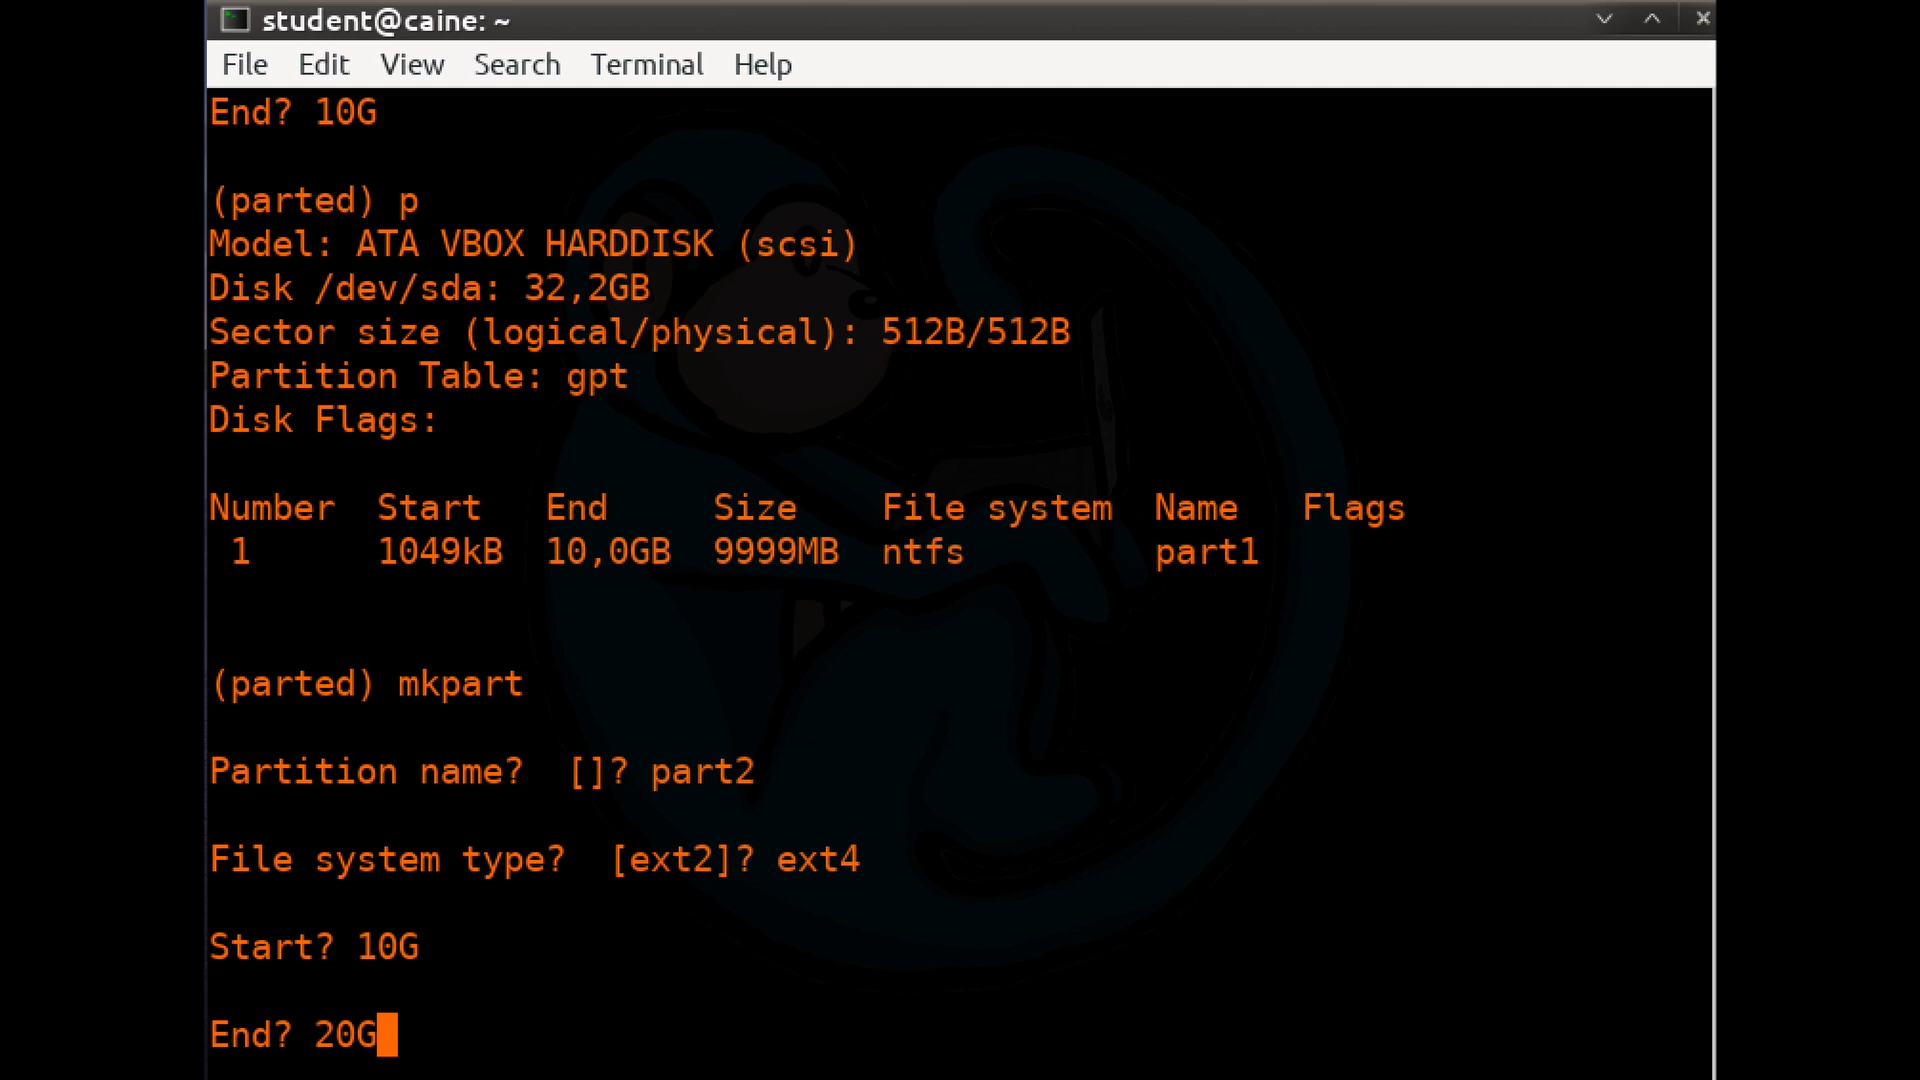 student@caine: ~
File Edit View Search Terminal Help
End? 10G
(parted) p
Model: ATA VBOX HARDDISK (scsi)
Disk /dev/sda: 32,2GB
Sector size (logical/physical): 512B/512B
Partition Table: gpt
Disk Flags:
Number Start End Size File system Name Flags
1 1049kB 10,0GB 9999MB ntfs part1
(parted) mkpart
Partition name? []? part2
File system type? [ext2]? ext4
Start? 10G
End? 20G